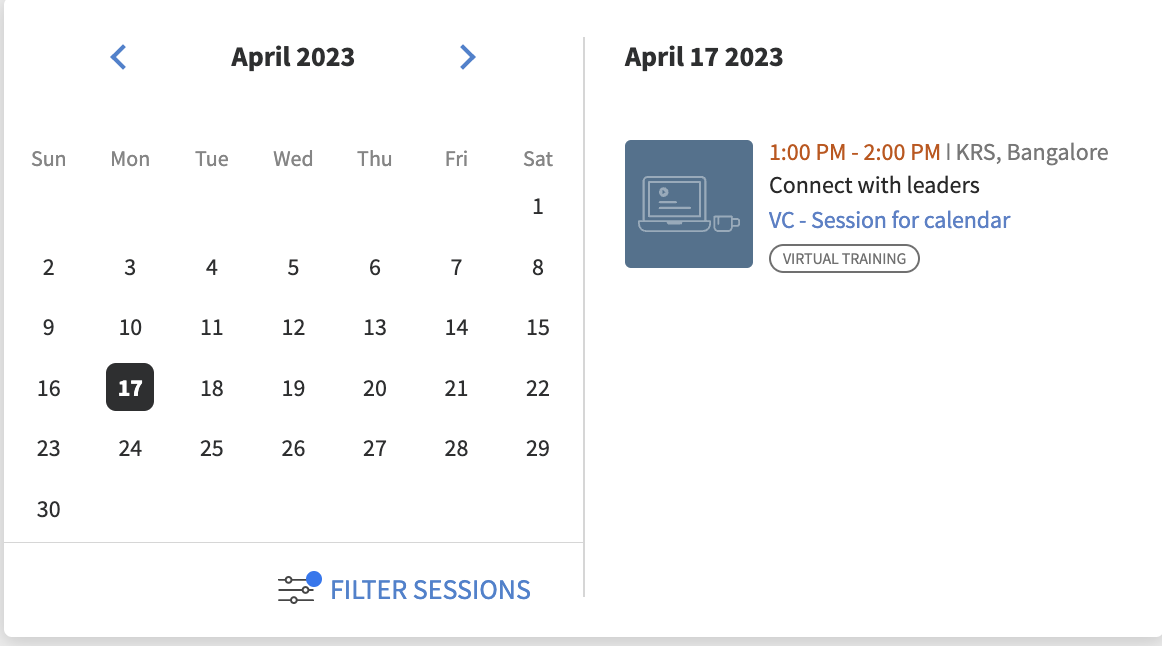 April 2023
Sun Mon Tue Wed Thu Fri Sat
1
2 3 4 5 6 7 8
9 10 11 12 13 14 15
16 17 18 19 20 21 22
23 24 25 26 27 28 29
30
FILTER SESSIONS
April 17 2023
1:00 PM - 2:00 PM | KRS, Bangalore
Connect with leaders
VC - Session for calendar
VIRTUAL TRAINING